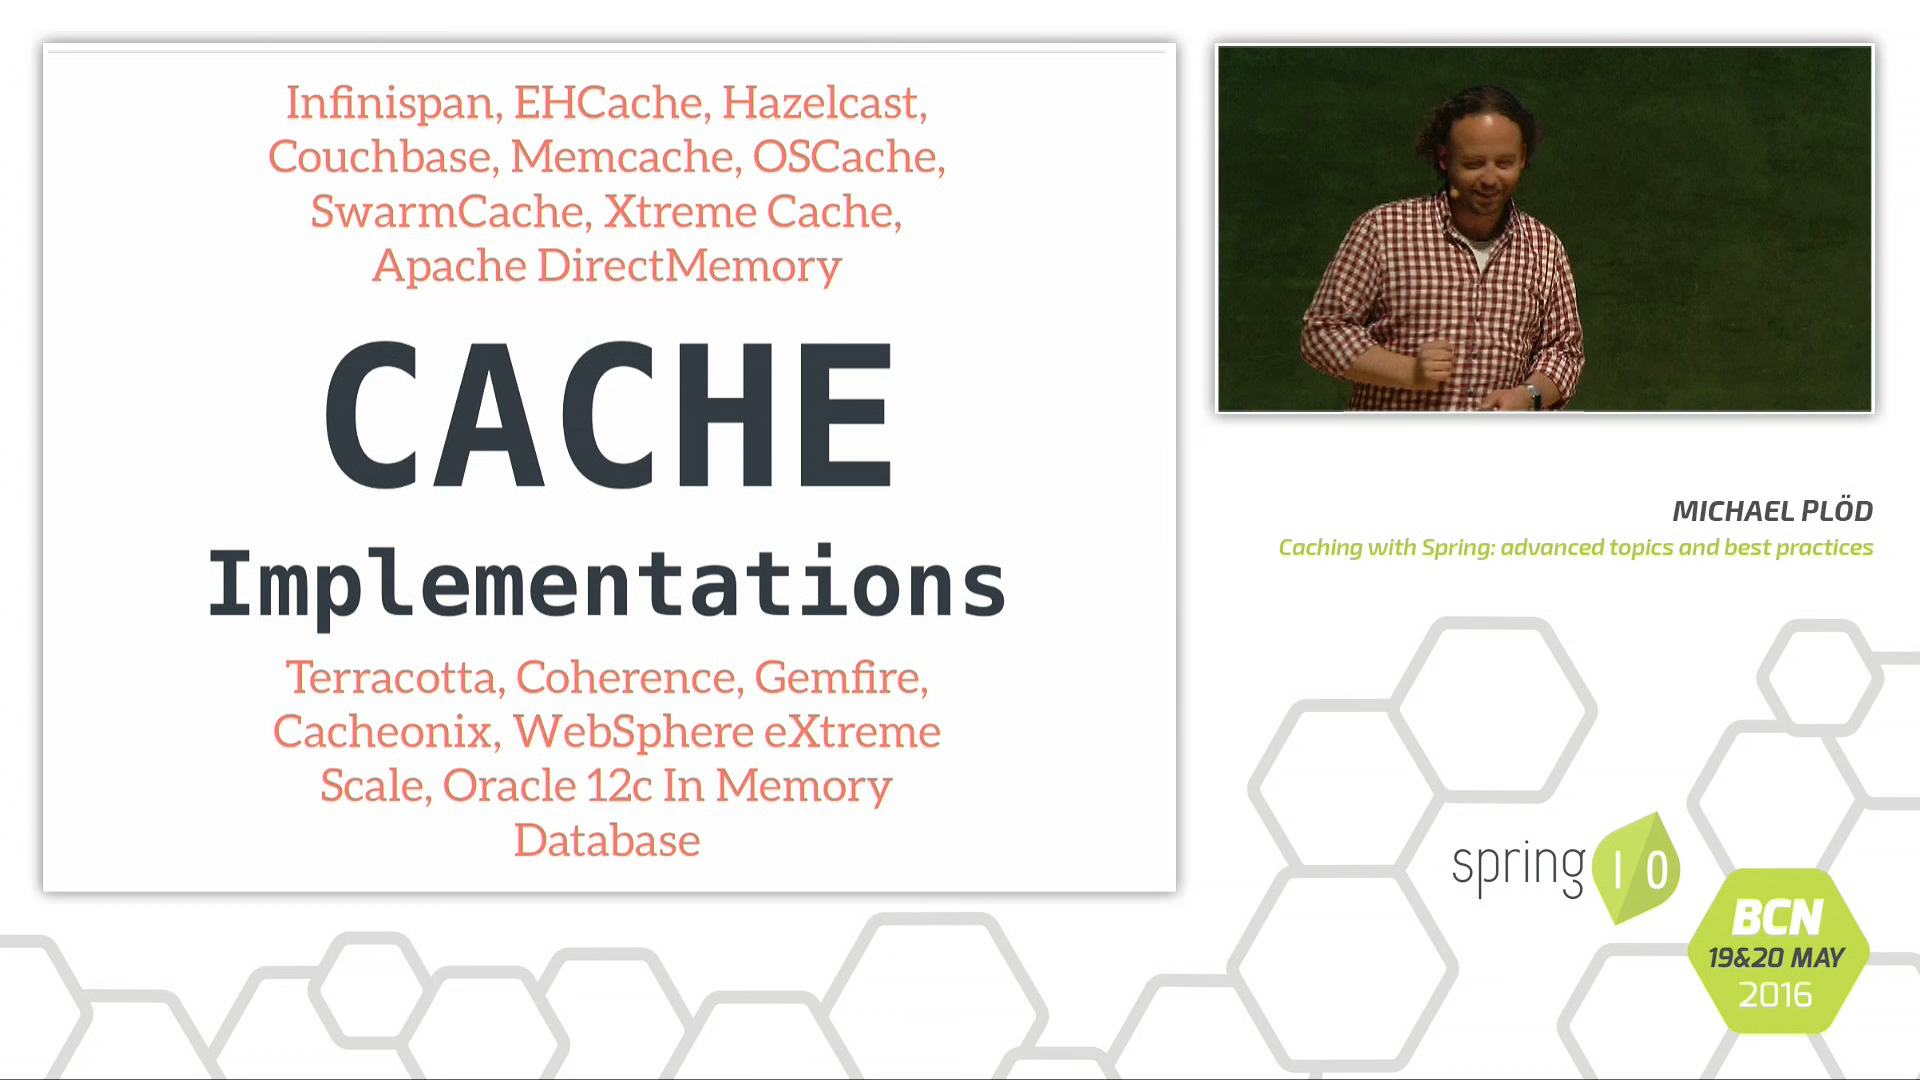 Infinispan, EHCache, Hazelcast,
Couchbase, Memcache, OSCache,
SwarmCache, Xtreme Cache,
Apache DirectMemory
CACHE
Implementations
Terracotta, Coherence, Gemfire,
Cacheonix, WebSphere eXtreme
Scale, Oracle 12c In Memory
Database
MICHAEL PLÖD
Caching with Spring: advanced topics and best practices
spring I O
BCN
19&20 MAY
2016